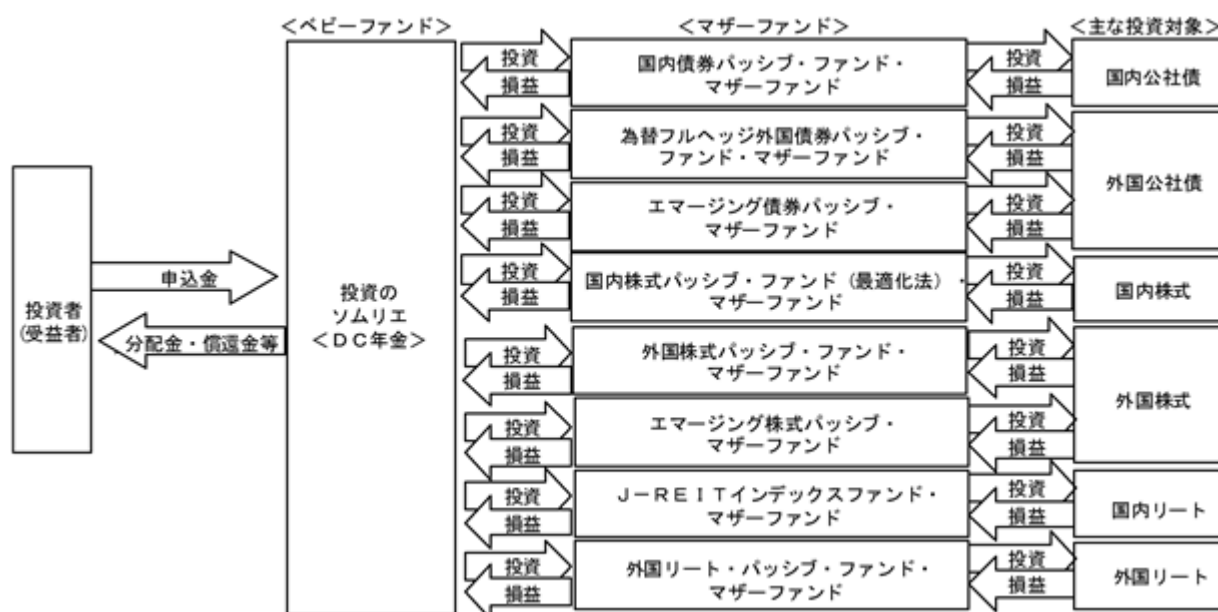 ＜ベビーファンド＞
＜マザーファンド＞
＜主な投資対象＞
投資者
(受益者)
申込金
分配金・償還金等
投資の
ソムリエ
＜ＤＣ年金＞
投資
損益
国内債券パッシブ・ファンド・
マザーファンド
投資
損益
国内公社債
投資
損益
為替フルヘッジ外国債券パッシブ・
ファンド・マザーファンド
投資
損益
外国公社債
投資
損益
エマージング債券パッシブ・
マザーファンド
投資
損益
投資
損益
国内株式パッシブ・ファンド（最適化法）・
マザーファンド
投資
損益
国内株式
投資
損益
外国株式パッシブ・ファンド・
マザーファンド
投資
損益
外国株式
投資
損益
エマージング株式パッシブ・
マザーファンド
投資
損益
投資
損益
Ｊ－ＲＥＩＴインデックスファンド・
マザーファンド
投資
損益
国内リート
投資
損益
外国リート・パッシブ・ファンド・
マザーファンド
投資
損益
外国リート